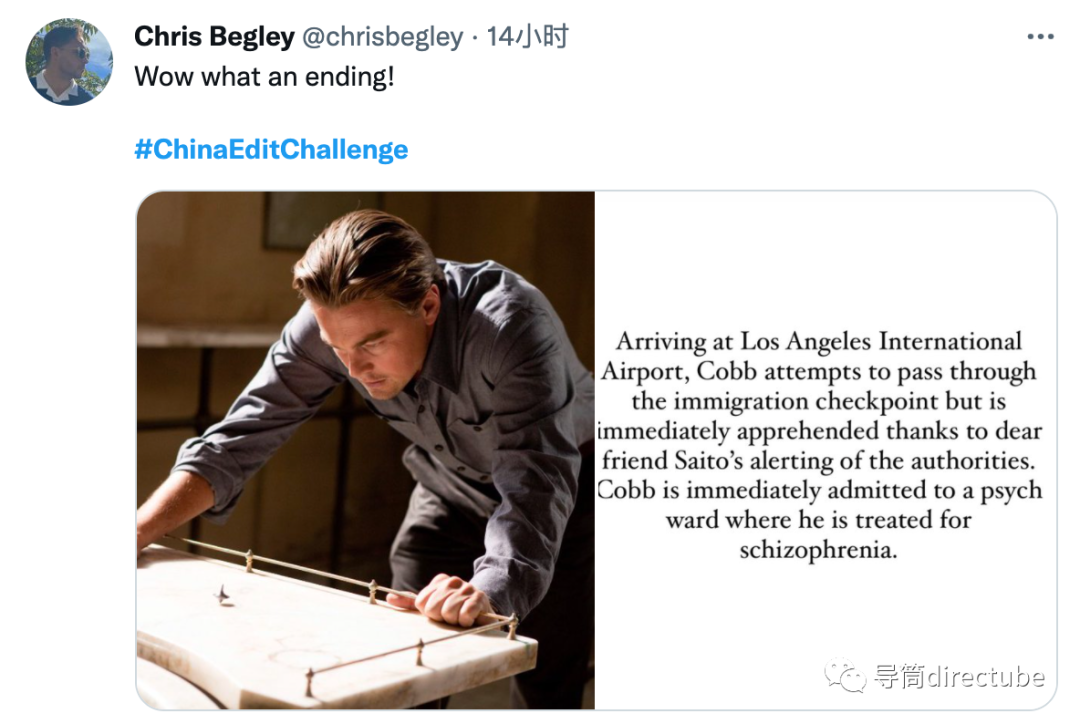 Chris Begley @chrisbegley · 14小时
Wow what an ending!
#ChinaEditChallenge
Arriving at Los Angeles International
Airport, Cobb attempts to pass through
the immigration checkpoint but is
immediately apprehended thanks to dear
friend Saito's alerting of the authorities.
Cobb is immediately admitted to a psych
ward where he is treated for
schizophrenia.
导筒directube